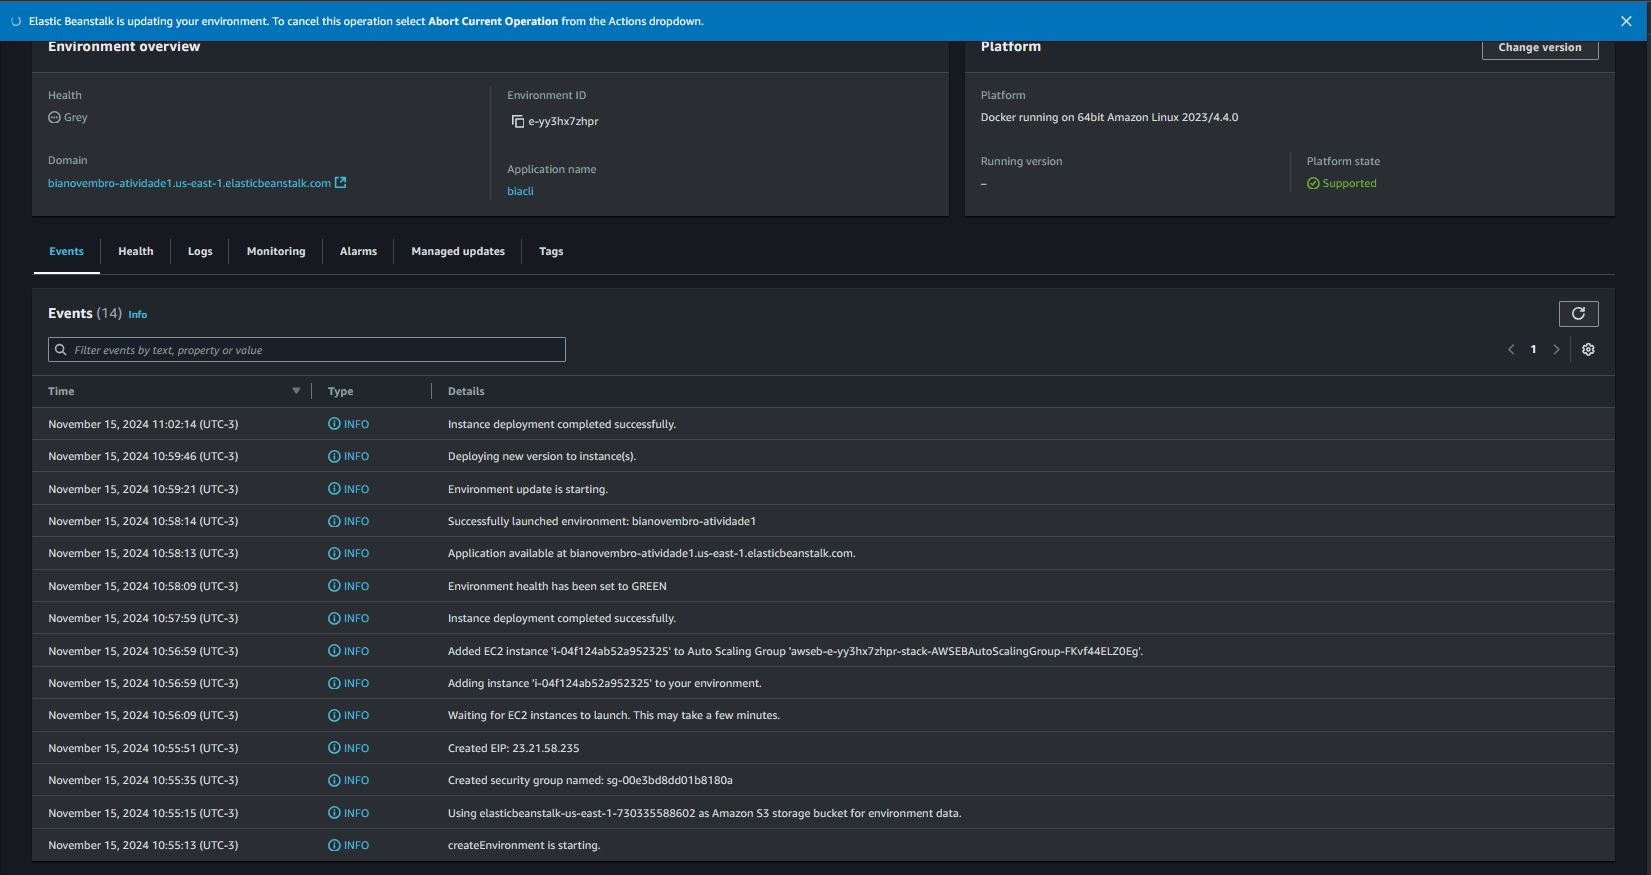 Elastic Beanstalk is updating your environment. To cancel this operation select Abort Current Operation from the Actions dropdown.
Environment overview
Health
Grey
Domain
bianovembro-atividade1.us-east-1.elasticbeanstalk.com
Environment ID
e-yy3hx7zhpr
Application name
biacli
Platform
Change version
Platform
Docker running on 64bit Amazon Linux 2023/4.4.0
Running version
–
Platform state
Supported
Events
Health
Logs
Monitoring
Alarms
Managed updates
Tags
Events (14) Info
Filter events by text, property or value
1
Time Type Details
November 15, 2024 11:02:14 (UTC-3) INFO Instance deployment completed successfully.
November 15, 2024 10:59:46 (UTC-3) INFO Deploying new version to instance(s).
November 15, 2024 10:59:21 (UTC-3) INFO Environment update is starting.
November 15, 2024 10:58:14 (UTC-3) INFO Successfully launched environment: bianovembro-atividade1
November 15, 2024 10:58:13 (UTC-3) INFO Application available at bianovembro-atividade1.us-east-1.elasticbeanstalk.com.
November 15, 2024 10:58:09 (UTC-3) INFO Environment health has been set to GREEN
November 15, 2024 10:57:59 (UTC-3) INFO Instance deployment completed successfully.
November 15, 2024 10:56:59 (UTC-3) INFO Added EC2 instance 'i-04f124ab52a952325' to Auto Scaling Group 'awseb-e-yy3hx7zhpr-stack-AWSEBAutoScalingGroup-FKvf44ELZ0Eg'.
November 15, 2024 10:56:59 (UTC-3) INFO Adding instance 'i-04f124ab52a952325' to your environment.
November 15, 2024 10:56:09 (UTC-3) INFO Waiting for EC2 instances to launch. This may take a few minutes.
November 15, 2024 10:55:51 (UTC-3) INFO Created EIP: 23.21.58.235
November 15, 2024 10:55:35 (UTC-3) INFO Created security group named: sg-00e3bd8dd01b8180a
November 15, 2024 10:55:15 (UTC-3) INFO Using elasticbeanstalk-us-east-1-730335588602 as Amazon S3 storage bucket for environment data.
November 15, 2024 10:55:13 (UTC-3) INFO createEnvironment is starting.